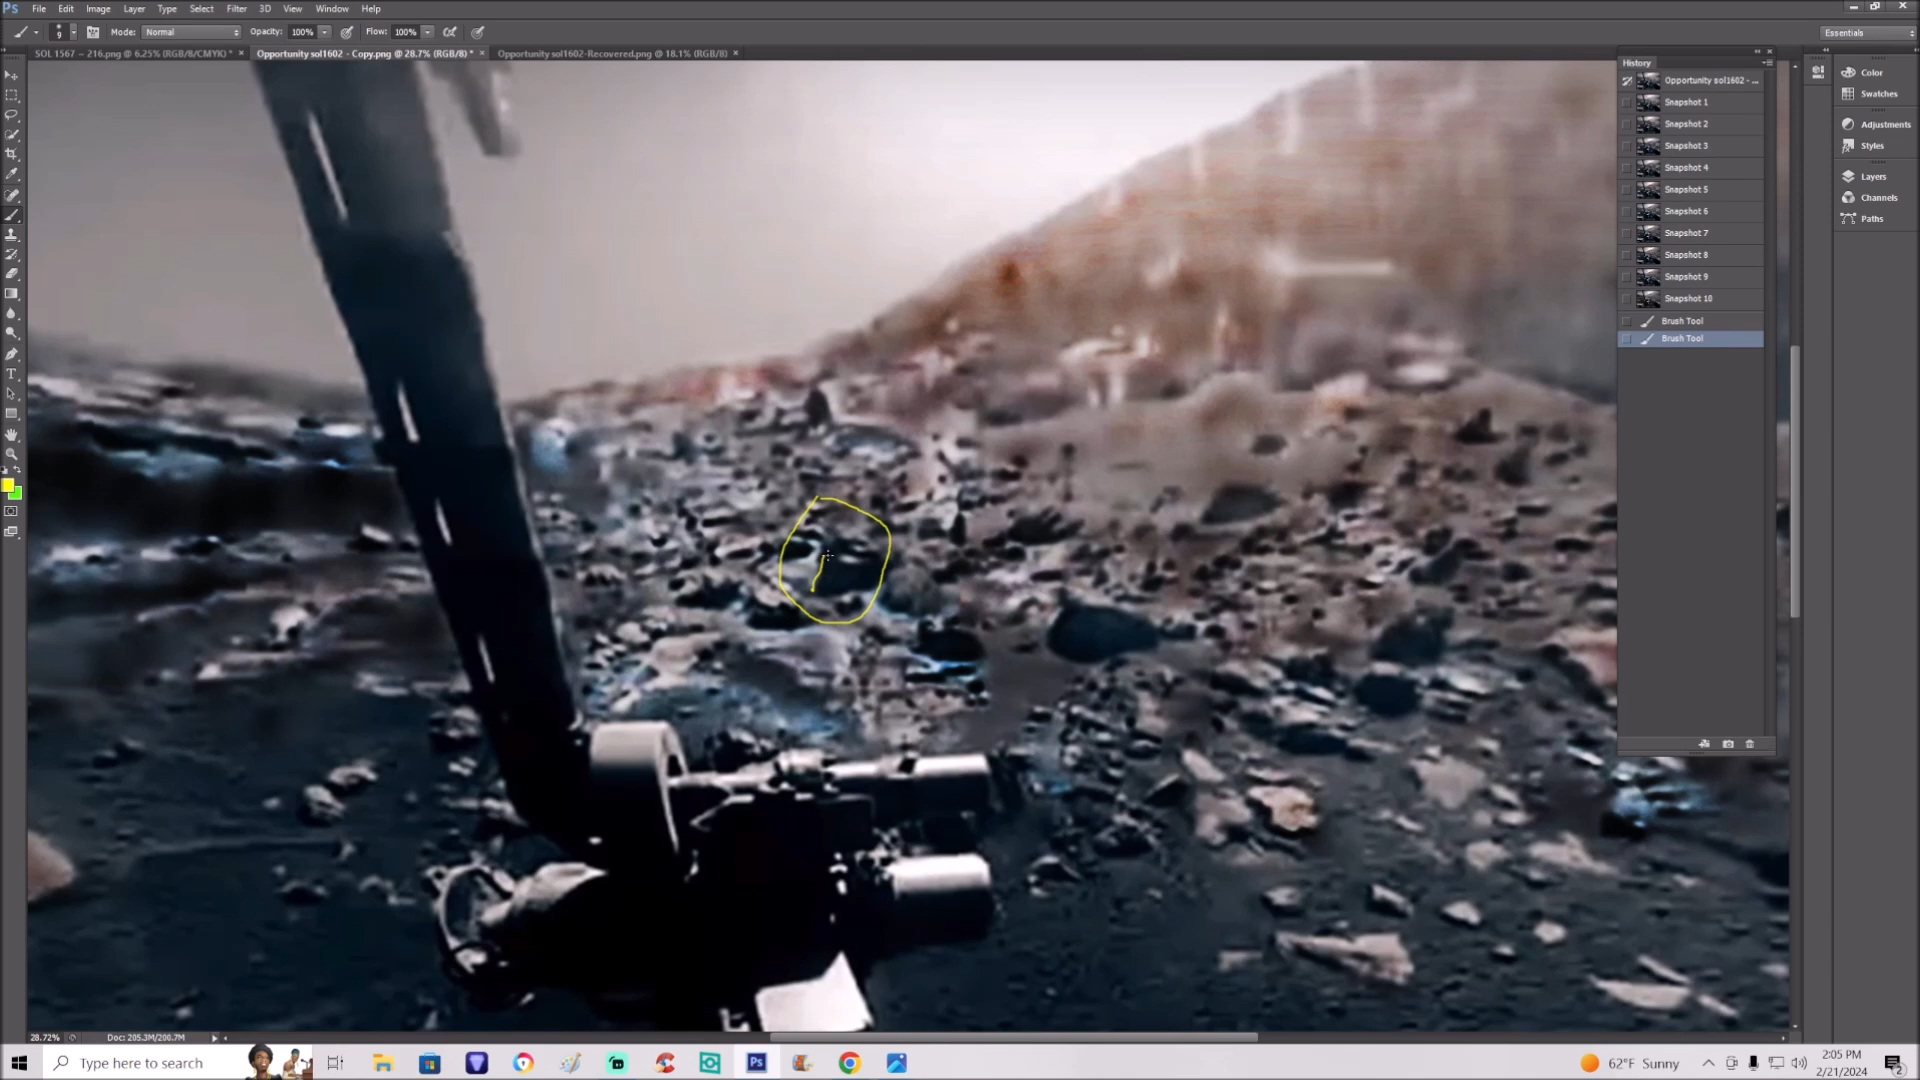 Ps File Edit Image Layer Type Select Filter 3D View Window Help
9 Mode: Normal Opacity: 100% Flow: 100% Essentials
SOL 1567 - 216.png @ 6.25% (RGB/8/CMYK) * × Opportunity sol1602 - Copy.png @ 28.7% (RGB/8) * × Opportunity sol1602-Recovered.png @ 18.1% (RGB/8) ×
History
Opportunity sol1602 - ...
Snapshot 1
Snapshot 2
Snapshot 3
Snapshot 4
Snapshot 5
Snapshot 6
Snapshot 7
Snapshot 8
Snapshot 9
Snapshot 10
Brush Tool
Brush Tool
Color
Swatches
Adjustments
Styles
Layers
Channels
Paths
28.72% Doc: 205.3M/200.7M
Type here to search
Ps
62°F Sunny
2:05 PM
2/21/2024
2